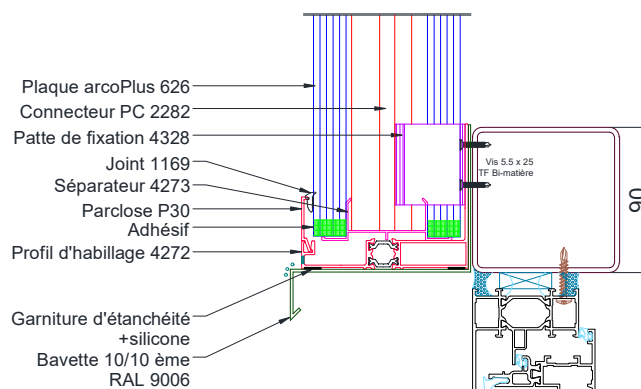 Plaque arcoPlus 626
Connecteur PC 2282
Patte de fixation 4328
Joint 1169
Séparateur 4273
Parclose P30
Adhésif
Profil d'habillage 4272
Garniture d'étanchéité
+silicone
Bavette 10/10 ème
RAL 9006
Vis 5.5 x 25
TF Bi-matière
90